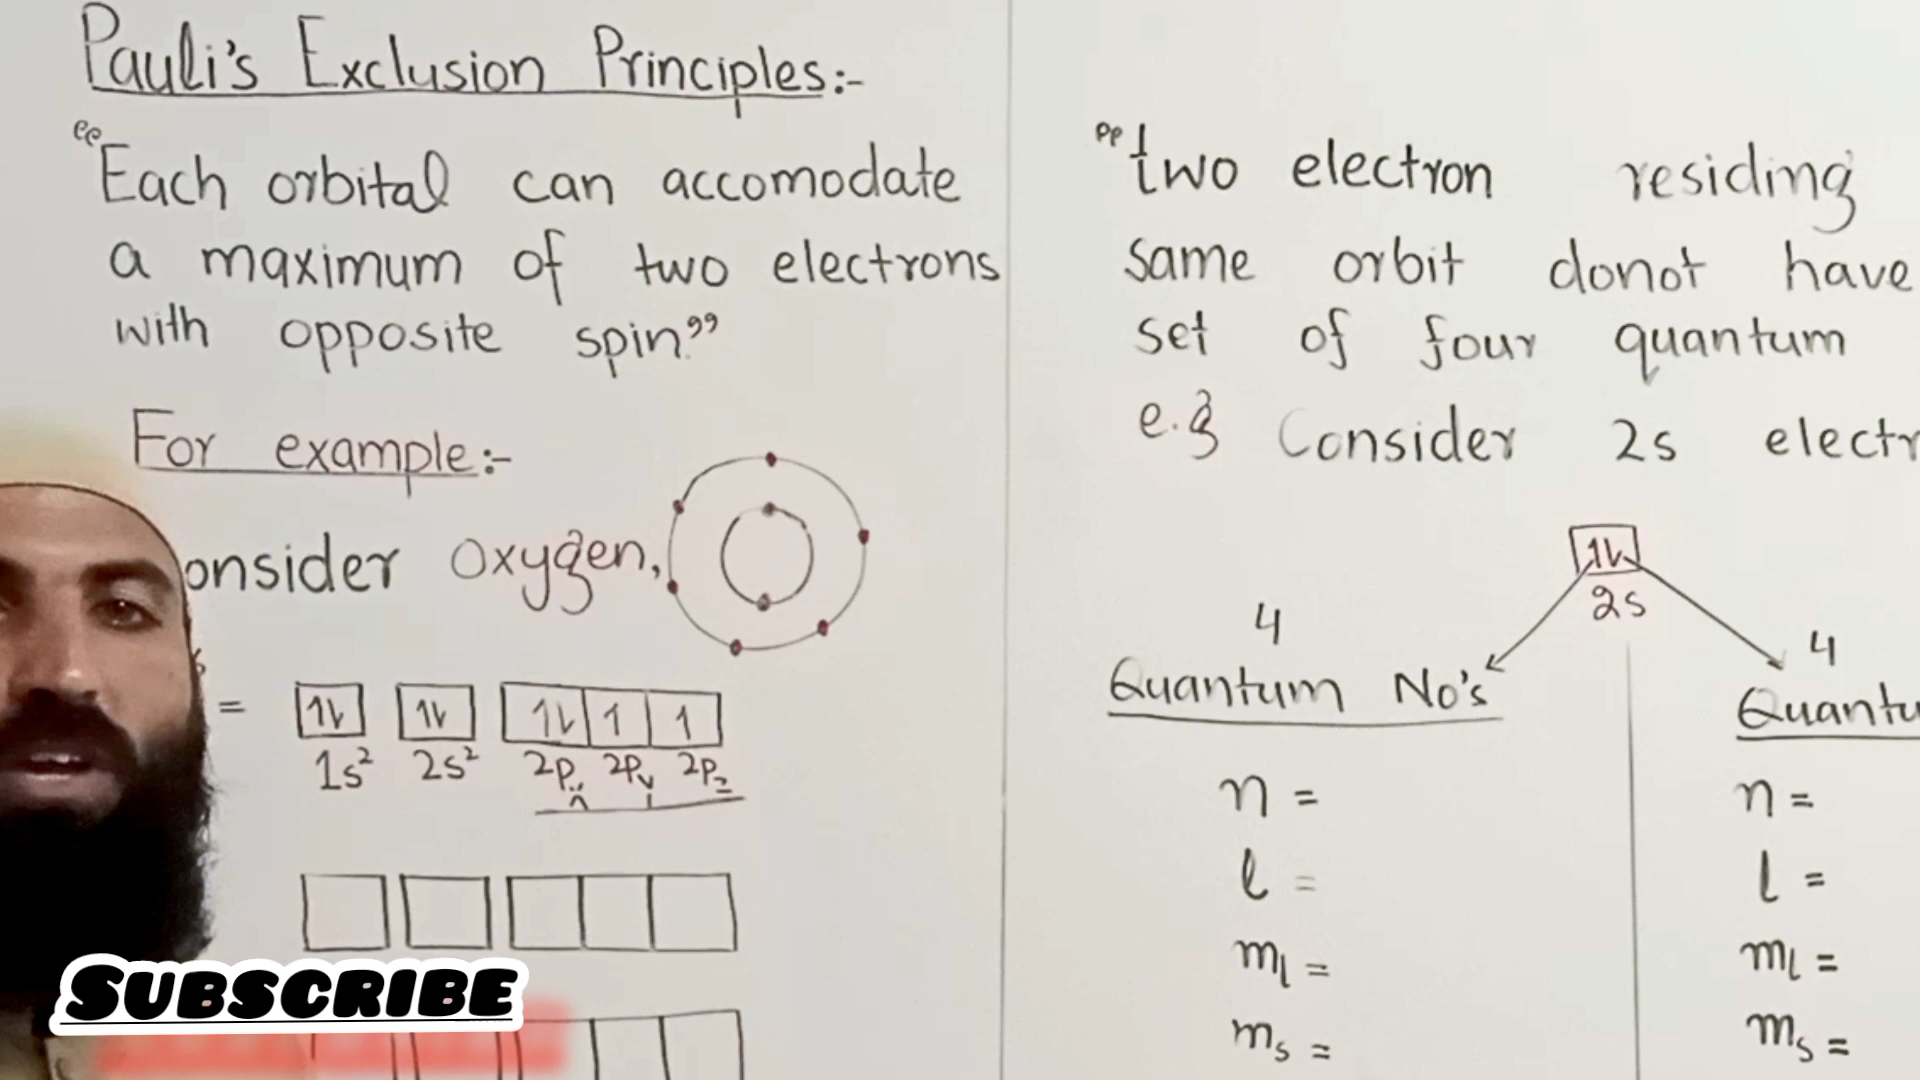 Pauli's Exclusion Principles:-
"Each orbital can accomodate
a maximum of two electrons
with opposite spin"
For example:-
onsider oxygen,
=
1s² 2s² 2px 2py 2pz
"two electron residing
same orbit donot have
set of four quantum
e.g Consider 2s electr
2s
4
Quantum No's
n =
l =
ml =
ms =
4
Quantu
n =
l =
ml =
ms =
SUBSCRIBE